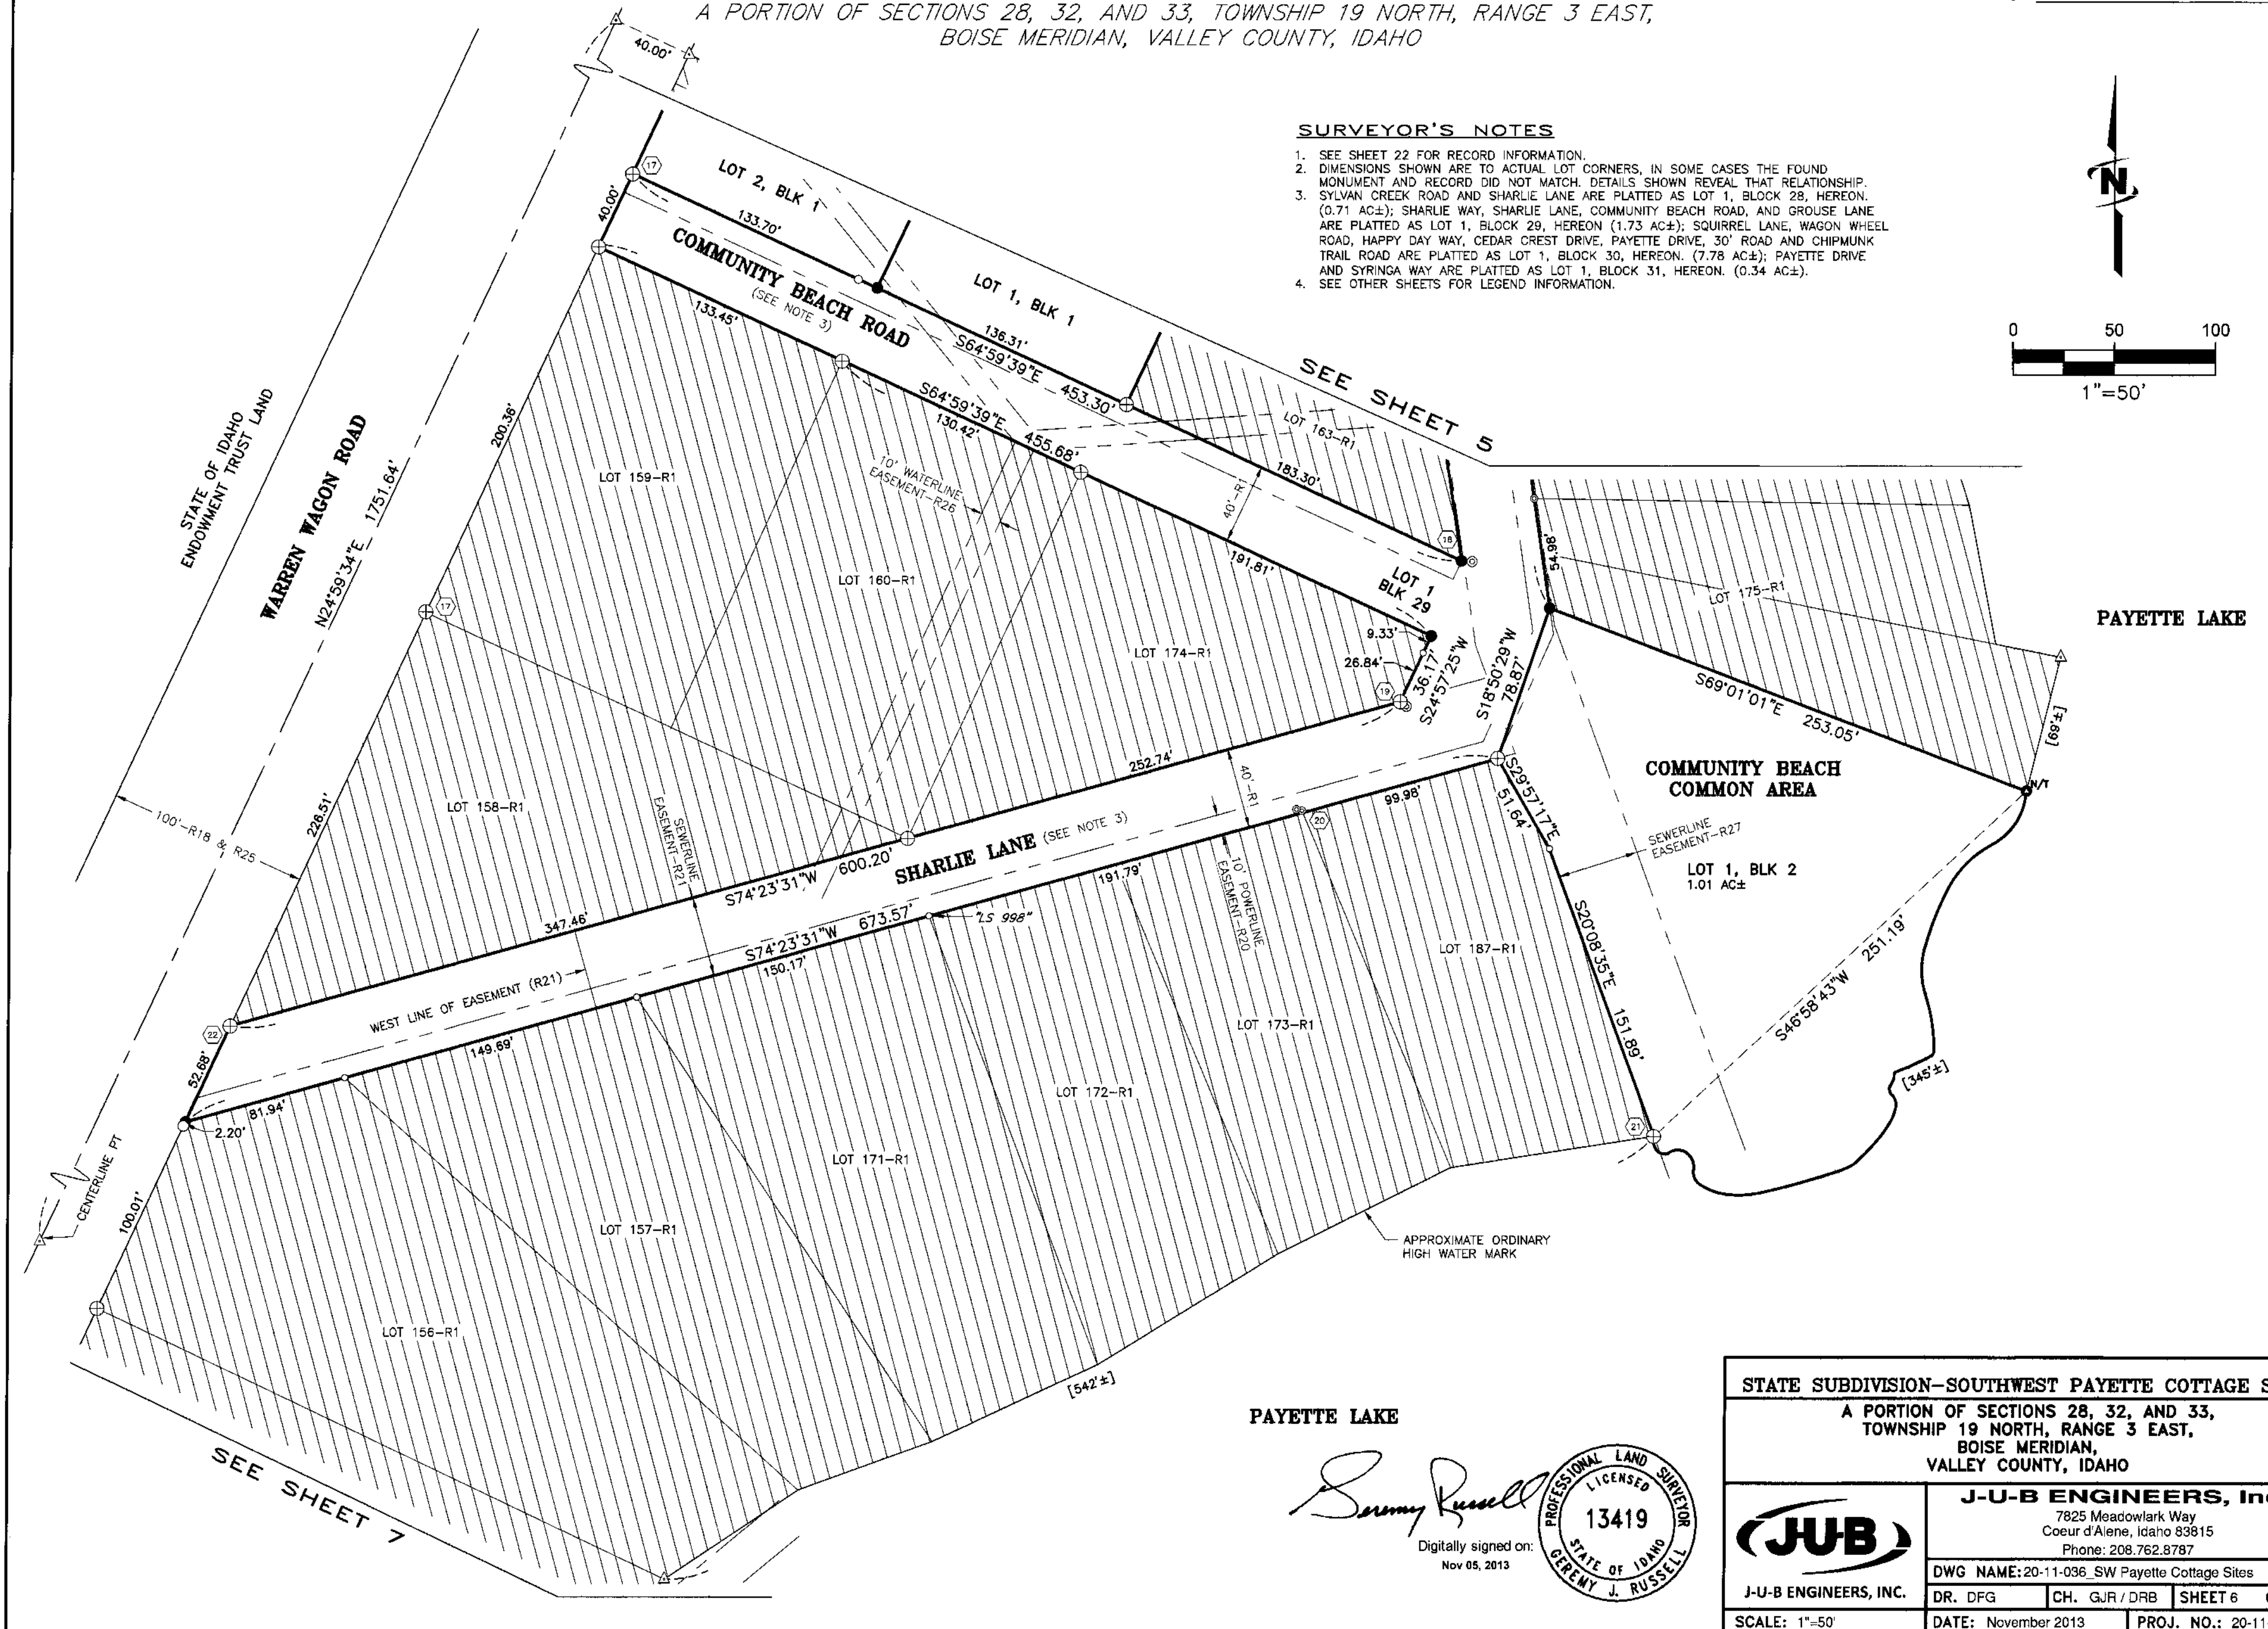 A PORTION OF SECTIONS 28, 32, AND 33, TOWNSHIP 19 NORTH, RANGE 3 EAST,
BOISE MERIDIAN, VALLEY COUNTY, IDAHO
SURVEYOR'S NOTES
1. SEE SHEET 22 FOR RECORD INFORMATION.
2. DIMENSIONS SHOWN ARE TO ACTUAL LOT CORNERS, IN SOME CASES THE FOUND
MONUMENT AND RECORD DID NOT MATCH. DETAILS SHOWN REVEAL THAT RELATIONSHIP.
3. SYLVAN CREEK ROAD AND SHARLIE LANE ARE PLATTED AS LOT 1, BLOCK 28, HEREON.
(0.71 AC±); SHARLIE WAY, SHARLIE LANE, COMMUNITY BEACH ROAD, AND GROUSE LANE
ARE PLATTED AS LOT 1, BLOCK 29, HEREON (1.73 AC±); SQUIRREL LANE, WAGON WHEEL
ROAD, HAPPY DAY WAY, CEDAR CREST DRIVE, PAYETTE DRIVE, 30' ROAD AND CHIPMUNK
TRAIL ROAD ARE PLATTED AS LOT 1, BLOCK 30, HEREON. (7.78 AC±); PAYETTE DRIVE
AND SYRINGA WAY ARE PLATTED AS LOT 1, BLOCK 31, HEREON. (0.34 AC±).
4. SEE OTHER SHEETS FOR LEGEND INFORMATION.
N
0 50 100
1"=50'
40.00'
17
40.00'
LOT 2, BLK 1
133.70'
COMMUNITY BEACH ROAD
(SEE NOTE 3)
133.45'
LOT 1, BLK 1
136.31'
S64°59'39"E 453.30'
S64°59'39"E 455.68'
130.42'
SEE SHEET 5
LOT 163-R1
183.30'
40'-R1
18
191.81'
LOT 1
BLK 29
9.33'
26.84'
36.17'
S24°57'25"W
19
S18°50'29"W
78.87'
54.98'
LOT 175-R1
PAYETTE LAKE
S69°01'01"E 253.05'
[69'±]
N/T
STATE OF IDAHO
ENDOWMENT TRUST LAND
WARREN WAGON ROAD
N24°59'34"E 1751.64'
200.36'
LOT 159-R1
10' WATERLINE
EASEMENT-R26
LOT 160-R1
LOT 174-R1
17
LOT 158-R1
100'-R18 & R25
226.51'
SEWERLINE
EASEMENT-R21
252.74'
40'-R1
S74°23'31"W 600.20'
SHARLIE LANE (SEE NOTE 3)
347.46'
99.98'
20
S29°57'17"E
51.64'
COMMUNITY BEACH
COMMON AREA
SEWERLINE
EASEMENT-R27
LOT 1, BLK 2
1.01 AC±
S74°23'31"W 673.57'
"LS 998"
191.79'
10' POWERLINE
EASEMENT-R20
150.17'
WEST LINE OF EASEMENT (R21)
149.69'
22
52.68'
81.94'
2.20'
LOT 187-R1
S20°08'35"E 151.89'
S46°58'43"W 251.19'
[345'±]
21
LOT 173-R1
LOT 172-R1
LOT 171-R1
LOT 157-R1
LOT 156-R1
CENTERLINE PT
100.01'
APPROXIMATE ORDINARY
HIGH WATER MARK
[542'±]
SEE SHEET 7
PAYETTE LAKE
Geremy Russell
Digitally signed on:
Nov 05, 2013
PROFESSIONAL LAND SURVEYOR
LICENSED
13419
STATE OF IDAHO
GEREMY J. RUSSELL
STATE SUBDIVISION-SOUTHWEST PAYETTE COTTAGE S
A PORTION OF SECTIONS 28, 32, AND 33,
TOWNSHIP 19 NORTH, RANGE 3 EAST,
BOISE MERIDIAN,
VALLEY COUNTY, IDAHO
JUB
J-U-B ENGINEERS, INC.
J-U-B ENGINEERS, Inc
7825 Meadowlark Way
Coeur d'Alene, Idaho 83815
Phone: 208.762.8787
DWG NAME: 20-11-036_SW Payette Cottage Sites
DR. DFG CH. GJR / DRB SHEET 6
SCALE: 1"=50' DATE: November 2013 PROJ. NO.: 20-11